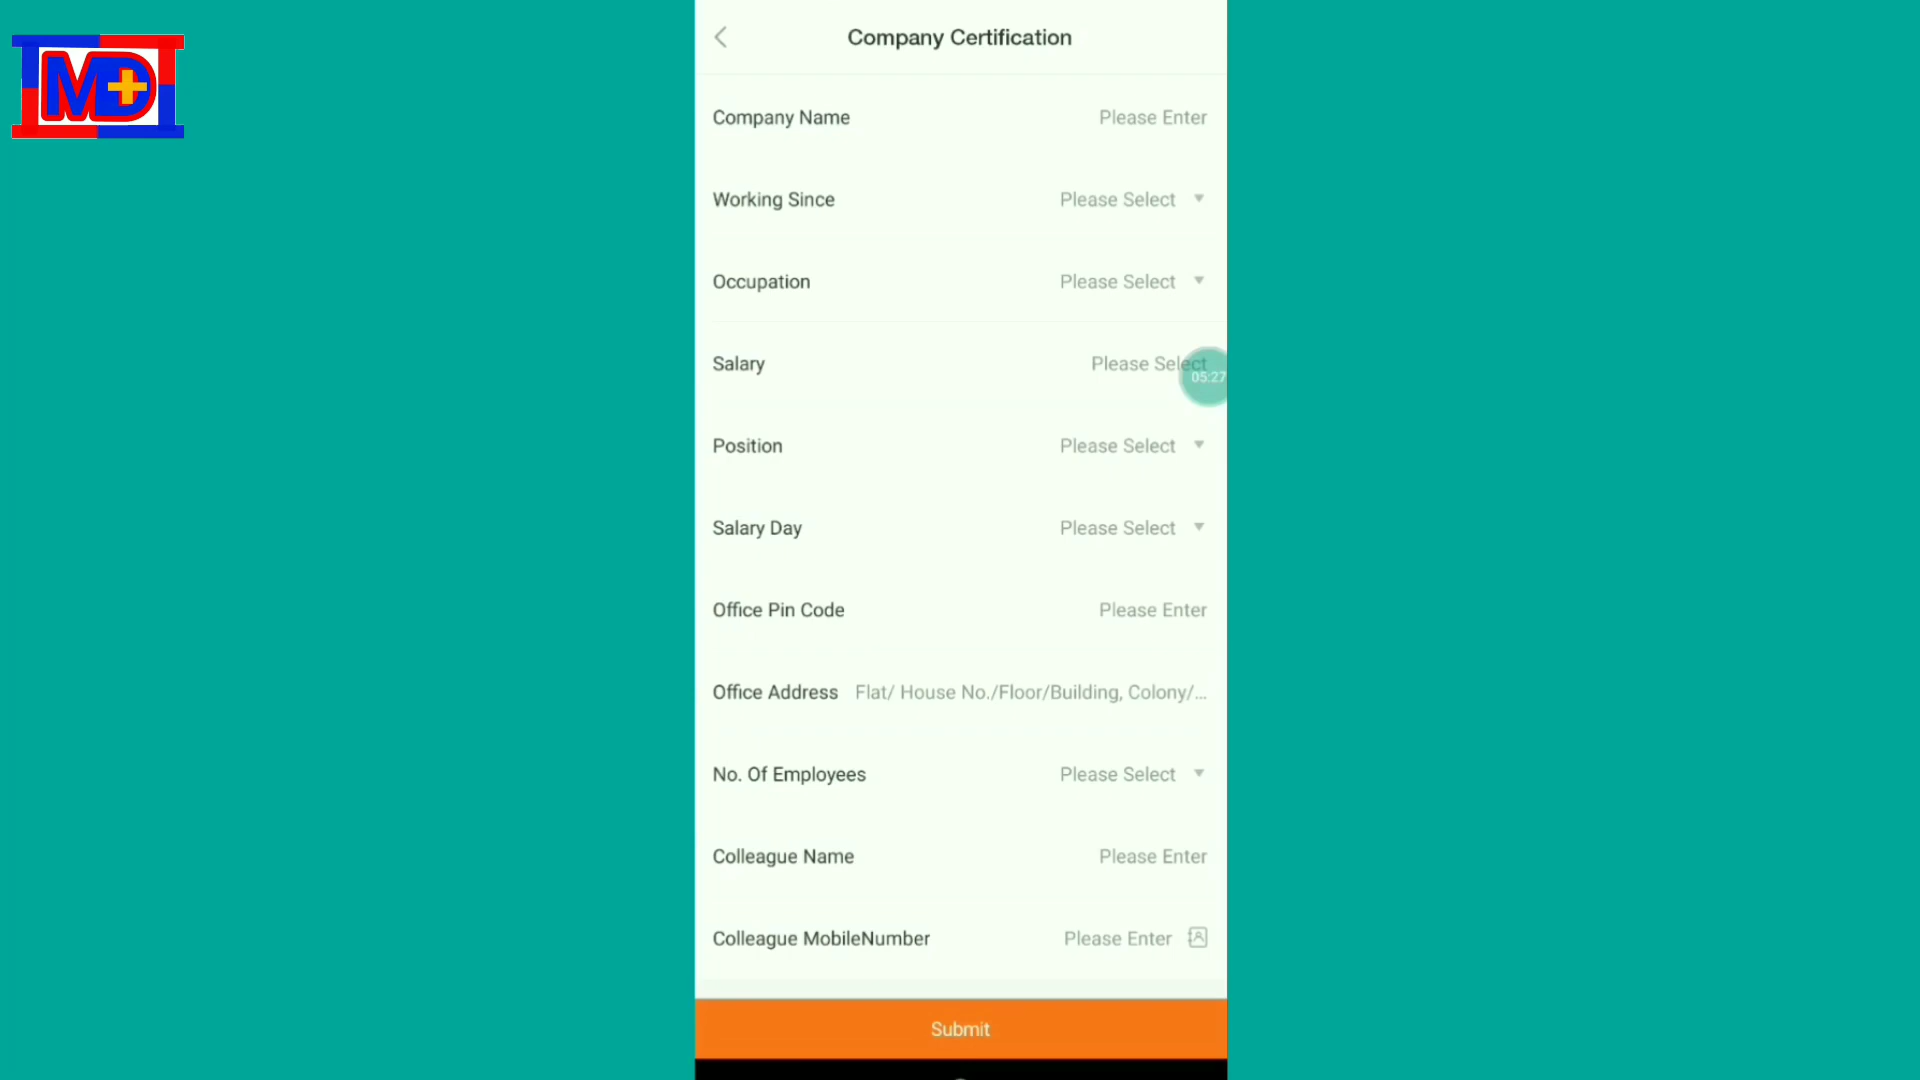 MD+
Company Certification
Company Name Please Enter
Working Since Please Select
Occupation Please Select
Salary Please Select
05:27
Position Please Select
Salary Day Please Select
Office Pin Code Please Enter
Office Address Flat/ House No./Floor/Building, Colony/...
No. Of Employees Please Select
Colleague Name Please Enter
Colleague MobileNumber Please Enter
Submit